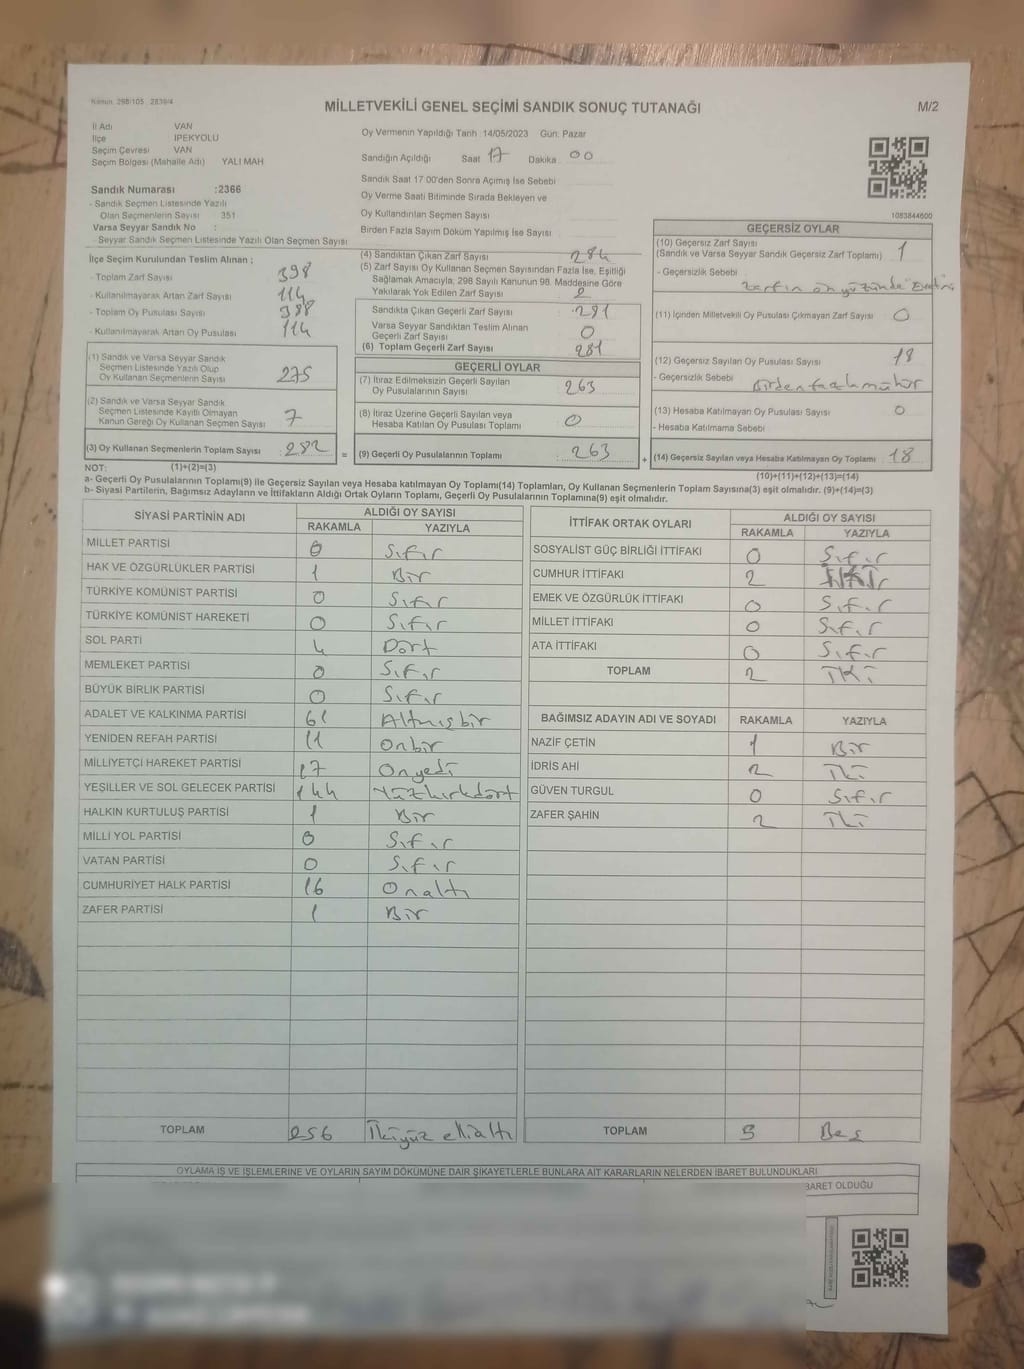 Kanun 298/105 2839/4
MİLLETVEKİLİ GENEL SEÇİMİ SANDIK SONUÇ TUTANAĞI
M/2
İl Adı VAN
İlçe İPEKYOLU
Seçim Çevresi VAN
Seçim Bölgesi (Mahalle Adı) YALI MAH
Sandık Numarası :2366
- Sandık Seçmen Listesinde Yazılı
Olan Seçmenlerin Sayısı 351
Varsa Seyyar Sandık No :
- Seyyar Sandık Seçmen Listesinde Yazılı Olan Seçmen Sayısı
Oy Vermenin Yapıldığı Tarih 14/05/2023 Gün: Pazar
Sandığın Açıldığı Saat 17 Dakika 00
Sandık Saat 17 00'den Sonra Açımış İse Sebebi
Oy Verme Saati Bitiminde Sırada Bekleyen ve
Oy Kullandırılan Seçmen Sayısı
Birden Fazla Sayım Döküm Yapılmış İse Sayısı
1083844600
İlçe Seçim Kurulundan Teslim Alınan ;
- Toplam Zarf Sayısı 398
- Kullanılmayarak Artan Zarf Sayısı 114
- Toplam Oy Pusulası Sayısı 398
- Kullanılmayarak Artan Oy Pusulası 114
(1) Sandık ve Varsa Seyyar Sandık
Seçmen Listesinde Yazılı Olup
Oy Kullanan Seçmenlerin Sayısı 275
(2) Sandık ve Varsa Seyyar Sandık
Seçmen Listesinde Kayıtlı Olmayan
Kanun Gereği Oy Kullanan Seçmen Sayısı 7
(3) Oy Kullanan Seçmenlerin Toplam Sayısı : 282 =
(4) Sandıktan Çıkan Zarf Sayısı 284
(5) Zarf Sayısı Oy Kullanan Seçmen Sayısından Fazla İse, Eşitliği
Sağlamak Amacıyla, 298 Sayılı Kanunun 98. Maddesine Göre
Yakılarak Yok Edilen Zarf Sayısı 2
Sandıkta Çıkan Geçerli Zarf Sayısı 281
Varsa Seyyar Sandıktan Teslim Alınan
Geçerli Zarf Sayısı 0
(6) Toplam Geçerli Zarf Sayısı 281
GEÇERLİ OYLAR
(7) İtiraz Edilmeksizin Geçerli Sayılan
Oy Pusulalarının Sayısı 263
(8) İtiraz Üzerine Geçerli Sayılan veya
Hesaba Katılan Oy Pusulası Toplamı 0
(9) Geçerli Oy Pusulalarının Toplamı 263 +
GEÇERSİZ OYLAR
(10) Geçersiz Zarf Sayısı
(Sandık ve Varsa Seyyar Sandık Geçersiz Zarf Toplamı) 1
- Geçersizlik Sebebi
zarfın ön yüzünde Evet
(11) İçinden Milletvekili Oy Pusulası Çıkmayan Zarf Sayısı 0
(12) Geçersiz Sayılan Oy Pusulası Sayısı 18
- Geçersizlik Sebebi Birden fazla mühür
(13) Hesaba Katılmayan Oy Pusulası Sayısı 0
- Hesaba Katılmama Sebebi
(14) Geçersiz Sayılan veya Hesaba Katılmayan Oy Toplamı : 18
NOT: (1)+(2)=(3) (10)+(11)+(12)+(13)=(14)
a- Geçerli Oy Pusulasının Toplamı(9) ile Geçersiz Sayılan veya Hesaba katılmayan Oy Toplamı(14) Toplamları, Oy Kullanan Seçmenlerin Toplam Sayısına(3) eşit olmalıdır. (9)+(14)=(3)
b- Siyasi Partilerin, Bağımsız Adayların ve İttifakların Aldığı Ortak Oyların Toplamı, Geçerli Oy Pusulalarının Toplamına(9) eşit olmalıdır.
SİYASİ PARTİNİN ADI ALDIĞI OY SAYISI
RAKAMLA YAZIYLA
MİLLET PARTİSİ 0 Sıfır
HAK VE ÖZGÜRLÜKLER PARTİSİ 1 Bir
TÜRKİYE KOMÜNİST PARTİSİ 0 Sıfır
TÜRKİYE KOMÜNİST HAREKETİ 0 Sıfır
SOL PARTİ 4 Dört
MEMLEKET PARTİSİ 0 Sıfır
BÜYÜK BİRLİK PARTİSİ 0 Sıfır
ADALET VE KALKINMA PARTİSİ 61 Altmışbir
YENİDEN REFAH PARTİSİ 11 Onbir
MİLLİYETÇİ HAREKET PARTİSİ 17 Onyedi
YEŞİLLER VE SOL GELECEK PARTİSİ 144 Yüzkırkdört
HALKIN KURTULUŞ PARTİSİ 1 Bir
MİLLİ YOL PARTİSİ 0 Sıfır
VATAN PARTİSİ 0 Sıfır
CUMHURİYET HALK PARTİSİ 16 Onaltı
ZAFER PARTİSİ 1 Bir
TOPLAM 256 İkiyüz elli altı
İTTİFAK ORTAK OYLARI ALDIĞI OY SAYISI
RAKAMLA YAZIYLA
SOSYALİST GÜÇ BİRLİĞİ İTTİFAKI 0 Sıfır
CUMHUR İTTİFAKI 2 İki
EMEK VE ÖZGÜRLÜK İTTİFAKI 0 Sıfır
MİLLET İTTİFAKI 0 Sıfır
ATA İTTİFAKI 0 Sıfır
TOPLAM 2 İki
BAĞIMSIZ ADAYIN ADI VE SOYADI RAKAMLA YAZIYLA
NAZİF ÇETİN 1 Bir
İDRİS AHİ 2 İki
GÜVEN TURGUL 0 Sıfır
ZAFER ŞAHİN 2 İki
TOPLAM 5 Beş
OYLAMA İŞ VE İŞLEMLERİNE VE OYLARIN SAYIM DÖKÜMÜNE DAİR ŞİKAYETLERLE BUNLARA AİT KARARLARIN NELERDEN İBARET BULUNDUKLARI
BARET OLDUĞU